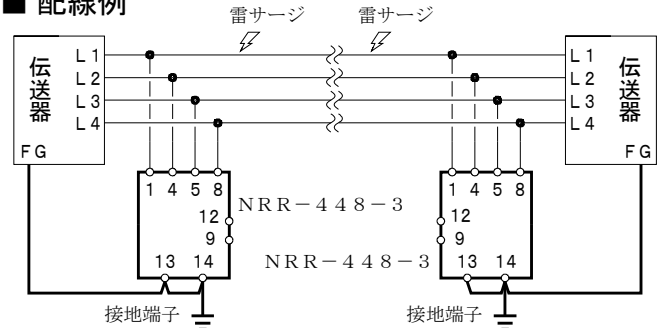 ■ 配線例
雷サージ 雷サージ
伝送器 L1 L1 伝送器
L2 L2
L3 L3
L4 L4
FG FG
1 4 5 8 1 4 5 8
12 NRR-448-3 12
9 NRR-448-3 9
13 14 13 14
接地端子 接地端子